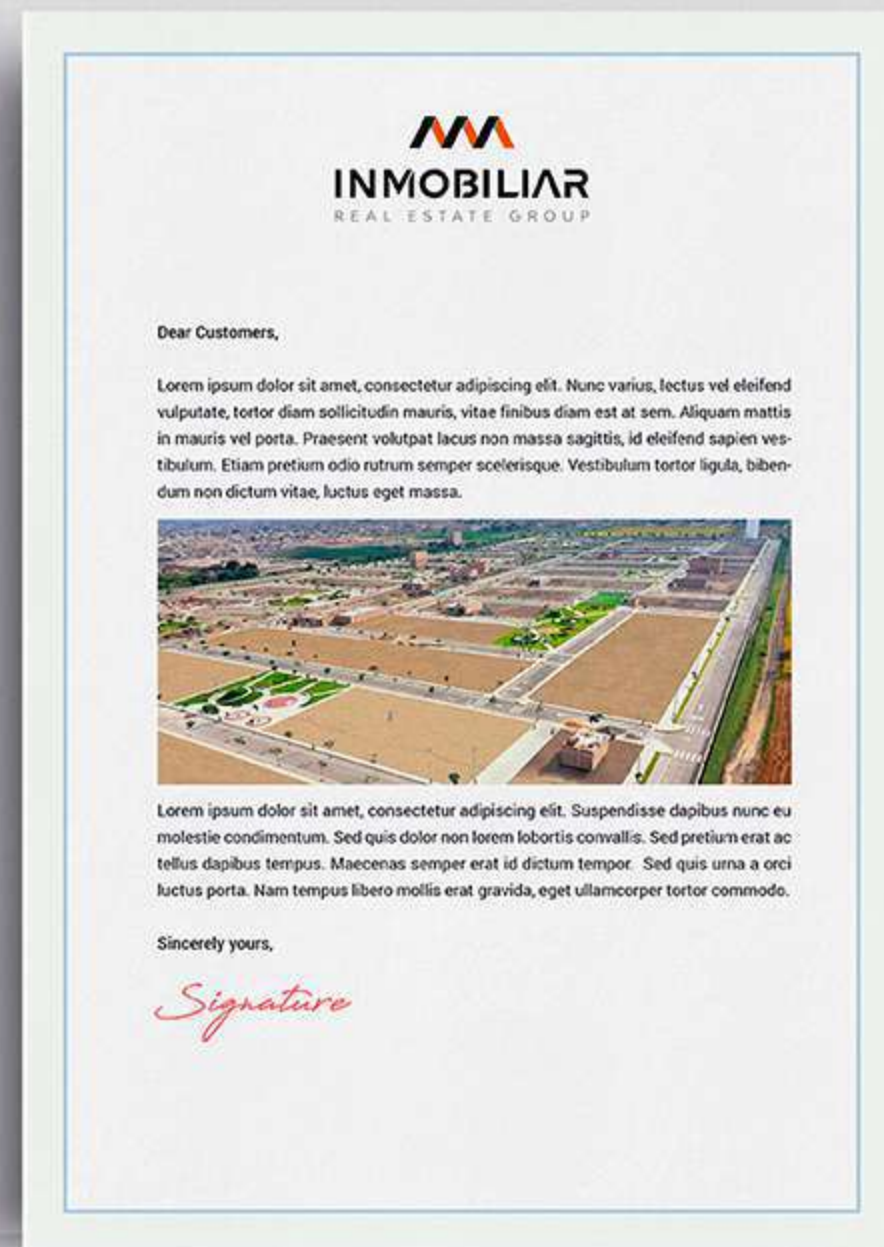 INMOBILIAR
REAL ESTATE GROUP
Dear Customers,
Lorem ipsum dolor sit amet, consectetur adipiscing elit. Nunc varius, lectus vel eleifend
vulputate, tortor diam sollicitudin mauris, vitae finibus diam est at sem. Aliquam mattis
in mauris vel porta. Praesent volutpat lacus non massa sagittis, id eleifend sapien ves-
tibulum. Etiam pretium odio rutrum semper scelerisque. Vestibulum tortor ligula, biben-
dum non dictum vitae, luctus eget massa.
Lorem ipsum dolor sit amet, consectetur adipiscing elit. Suspendisse dapibus nunc eu
molestie condimentum. Sed quis dolor non lorem lobortis convallis. Sed pretium erat ac
tellus dapibus tempus. Maecenas semper erat id dictum tempor. Sed quis urna a orci
luctus porta. Nam tempus libero mollis erat gravida, eget ullamcorper tortor commodo.
Sincerely yours,
Signature